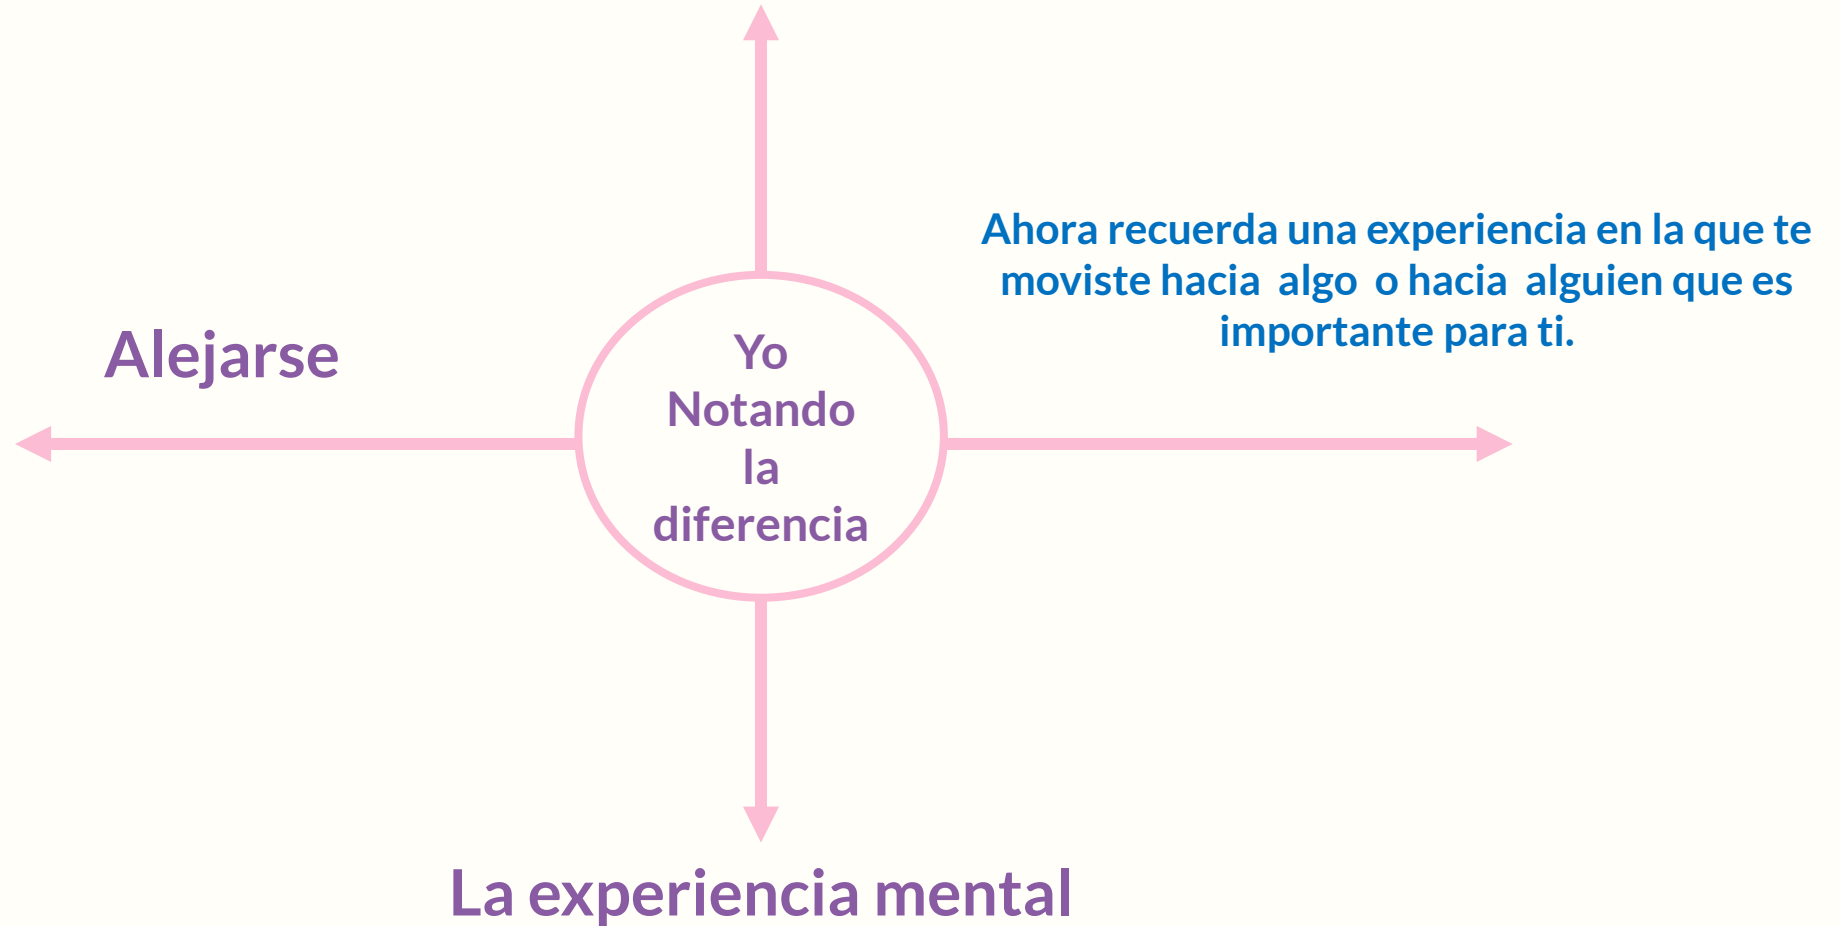 Ahora recuerda una experiencia en la que te
moviste hacia algo o hacia alguien que es
importante para ti.
Alejarse
Yo
Notando
la
diferencia
La experiencia mental